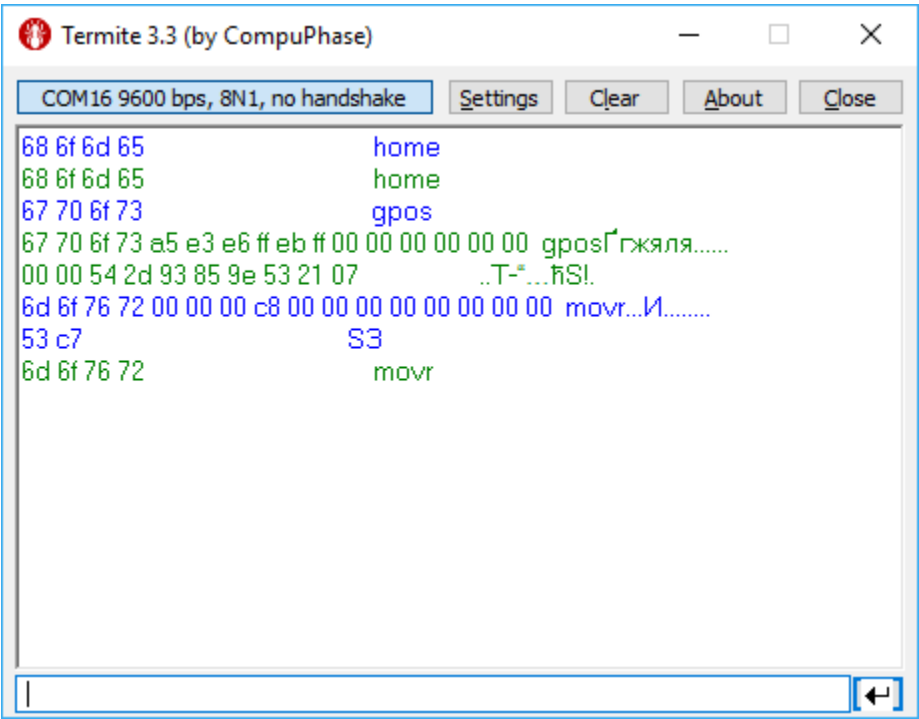 Termite 3.3 (by CompuPhase)
COM16 9600 bps, 8N1, no handshake Settings Clear About Close
68 6f 6d 65 home
68 6f 6d 65 home
67 70 6f 73 gpos
67 70 6f 73 a5 e3 e6 ff eb ff 00 00 00 00 00 00 gposҐгжяля......
00 00 54 2d 93 85 9e 53 21 07 ..T-“…ћS!.
6d 6f 76 72 00 00 00 c8 00 00 00 00 00 00 00 00 movr...И........
53 c7 SЗ
6d 6f 76 72 movr